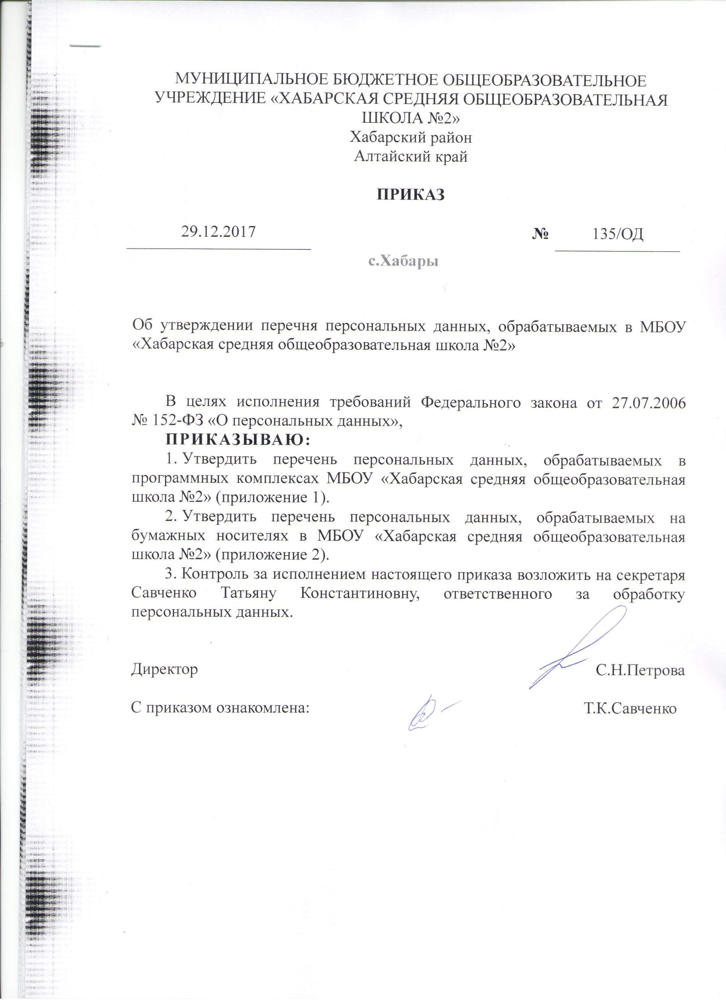 МУНИЦИПАЛЬНОЕ БЮДЖЕТНОЕ ОБЩЕОБРАЗОВАТЕЛЬНОЕ
УЧРЕЖДЕНИЕ «ХАБАРСКАЯ СРЕДНЯЯ ОБЩЕОБРАЗОВАТЕЛЬНАЯ
ШКОЛА №2»
Хабарский район
Алтайский край
ПРИКАЗ
29.12.2017 № 135/ОД
с.Хабары
Об утверждении перечня персональных данных, обрабатываемых в МБОУ
«Хабарская средняя общеобразовательная школа №2»
В целях исполнения требований Федерального закона от 27.07.2006
№ 152-ФЗ «О персональных данных»,
ПРИКАЗЫВАЮ:
1. Утвердить перечень персональных данных, обрабатываемых в
программных комплексах МБОУ «Хабарская средняя общеобразовательная
школа №2» (приложение 1).
2. Утвердить перечень персональных данных, обрабатываемых на
бумажных носителях в МБОУ «Хабарская средняя общеобразовательная
школа №2» (приложение 2).
3. Контроль за исполнением настоящего приказа возложить на секретаря
Савченко Татьяну Константиновну, ответственного за обработку
персональных данных.
Директор С.Н.Петрова
С приказом ознакомлена: Т.К.Савченко